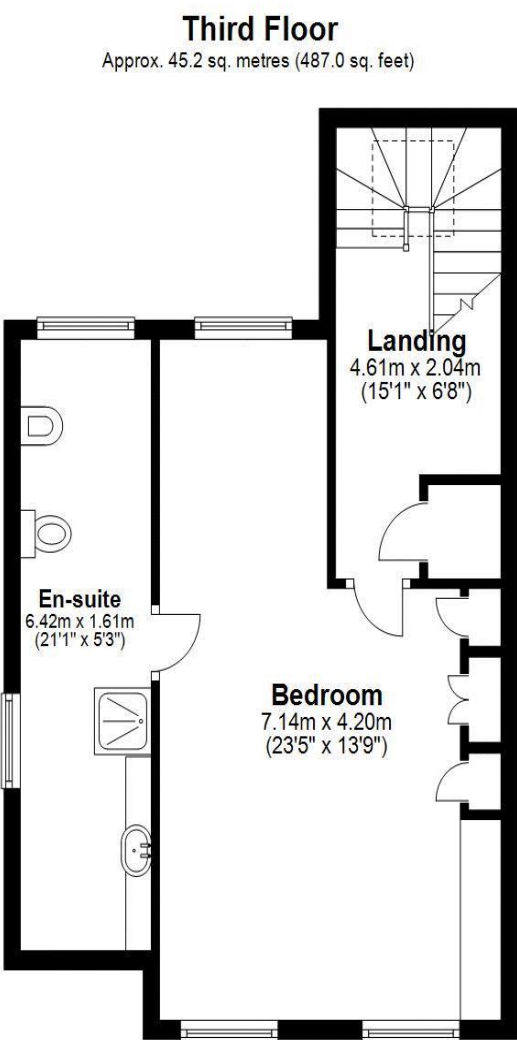 Third Floor
Approx. 45.2 sq. metres (487.0 sq. feet)
Landing
4.61m x 2.04m
(15'1" x 6'8")
En-suite
6.42m x 1.61m
(21'1" x 5'3")
Bedroom
7.14m x 4.20m
(23'5" x 13'9")